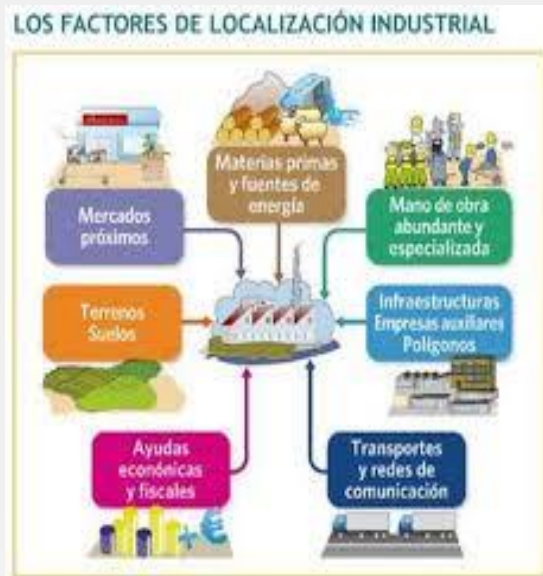 LOS FACTORES DE LOCALIZACIÓN INDUSTRIAL
Materias primas
y fuentes de
energía
Mercados
próximos
Mano de obra
abundante y
especializada
Terrenos
Suelos
Infraestructuras
Empresas auxiliares
Polígonos
Ayudas
económicas
y fiscales
Transportes
y redes de
comunicación